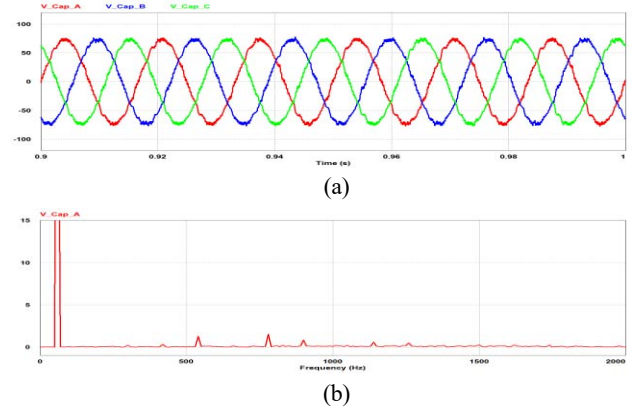 V_Cap_A V_Cap_B V_Cap_C
100
50
0
-50
-100
0.9 0.92 0.94 0.96 0.98 1
Time (s)
(a)
V_Cap_A
15
10
5
0
0 500 1000 1500 2000
Frequency (Hz)
(b)